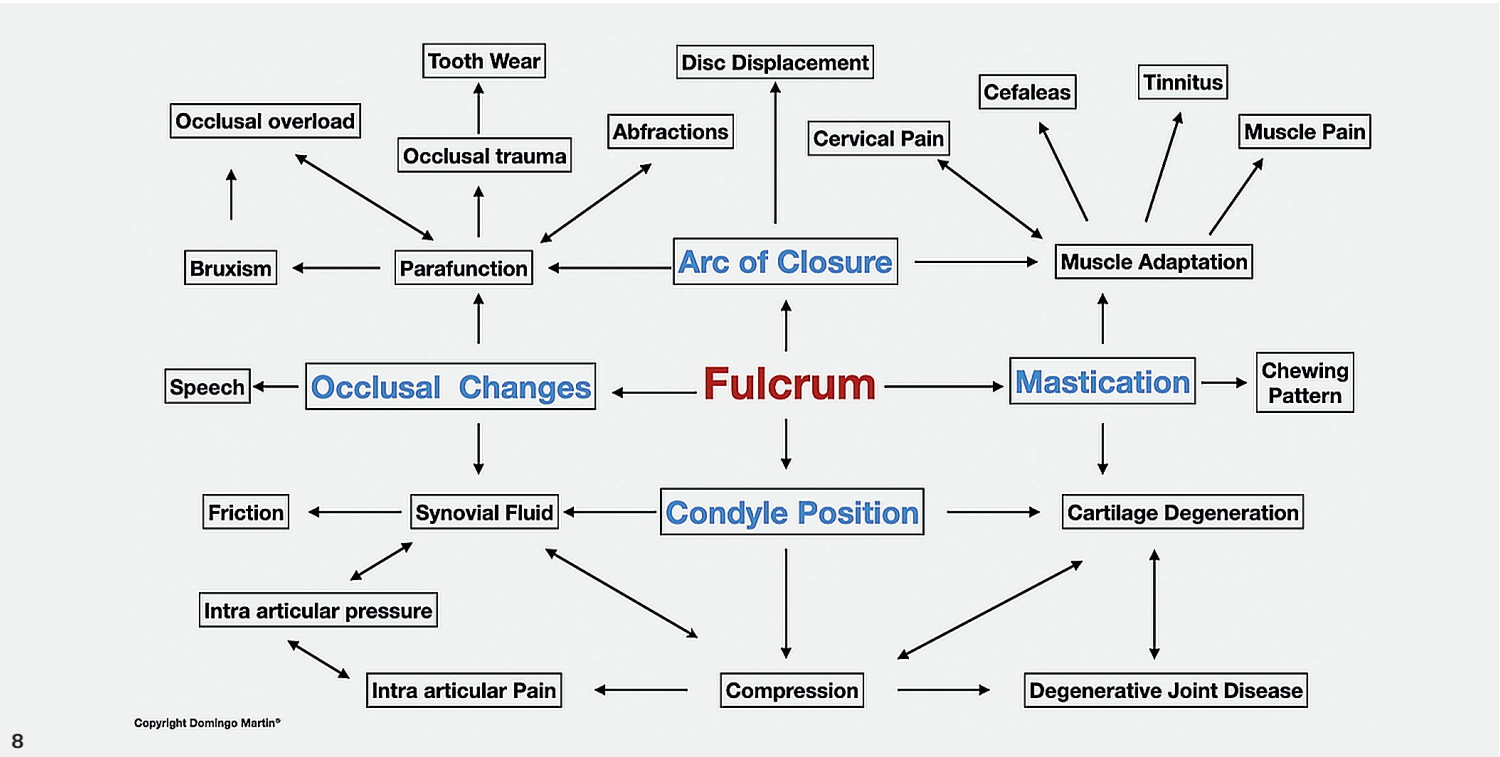 Tooth Wear
Disc Displacement
Cefaleas
Tinnitus
Occlusal overload
Occlusal trauma
Abfractions
Cervical Pain
Muscle Pain
Bruxism
Parafunction
Arc of Closure
Muscle Adaptation
Speech
Occlusal Changes
Fulcrum
Mastication
Chewing
Pattern
Friction
Synovial Fluid
Condyle Position
Cartilage Degeneration
Intra articular pressure
Intra articular Pain
Compression
Degenerative Joint Disease
Copyright Domingo Martin®
8